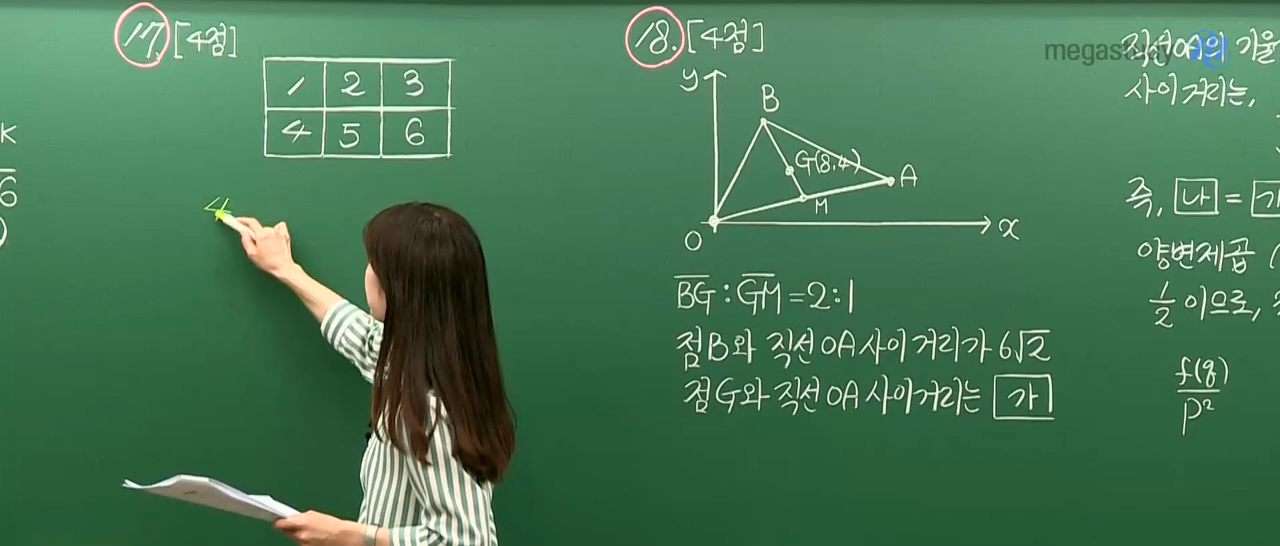 K
6
17. [4점]
1 2 3
4 5 6
4
18. [4점]
y
B
G(8,4)
A
M
O
x
BG : GM = 2 : 1
점B와 직선 OA 사이 거리가 6√2
점G와 직선 OA 사이거리는 가
megastudy
직선OA의 기울
사이 거리는,
즉, 나 = 가
양변제곱 (
1/2 이므로,
f(q)
p²